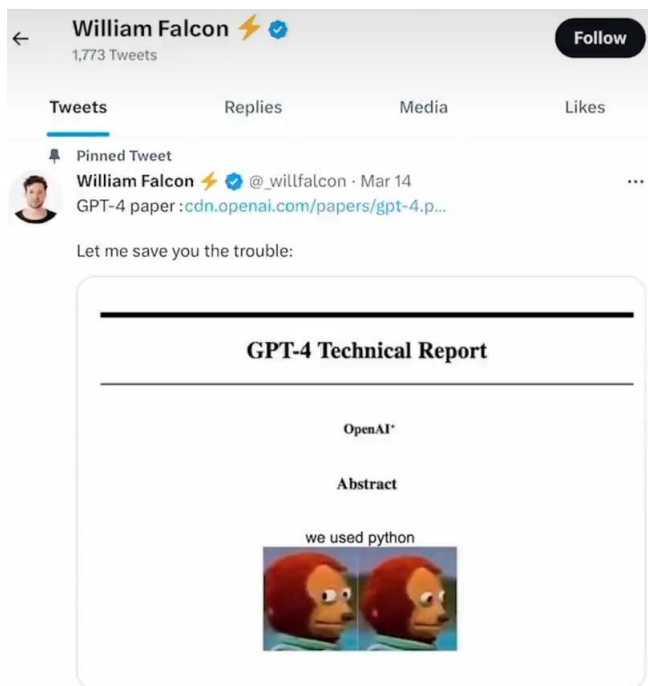 William Falcon ⚡
1,773 Tweets
Follow
Tweets Replies Media Likes
Pinned Tweet
William Falcon ⚡ @_willfalcon · Mar 14
GPT-4 paper :cdn.openai.com/papers/gpt-4.p...
Let me save you the trouble:
GPT-4 Technical Report
OpenAI*
Abstract
we used python